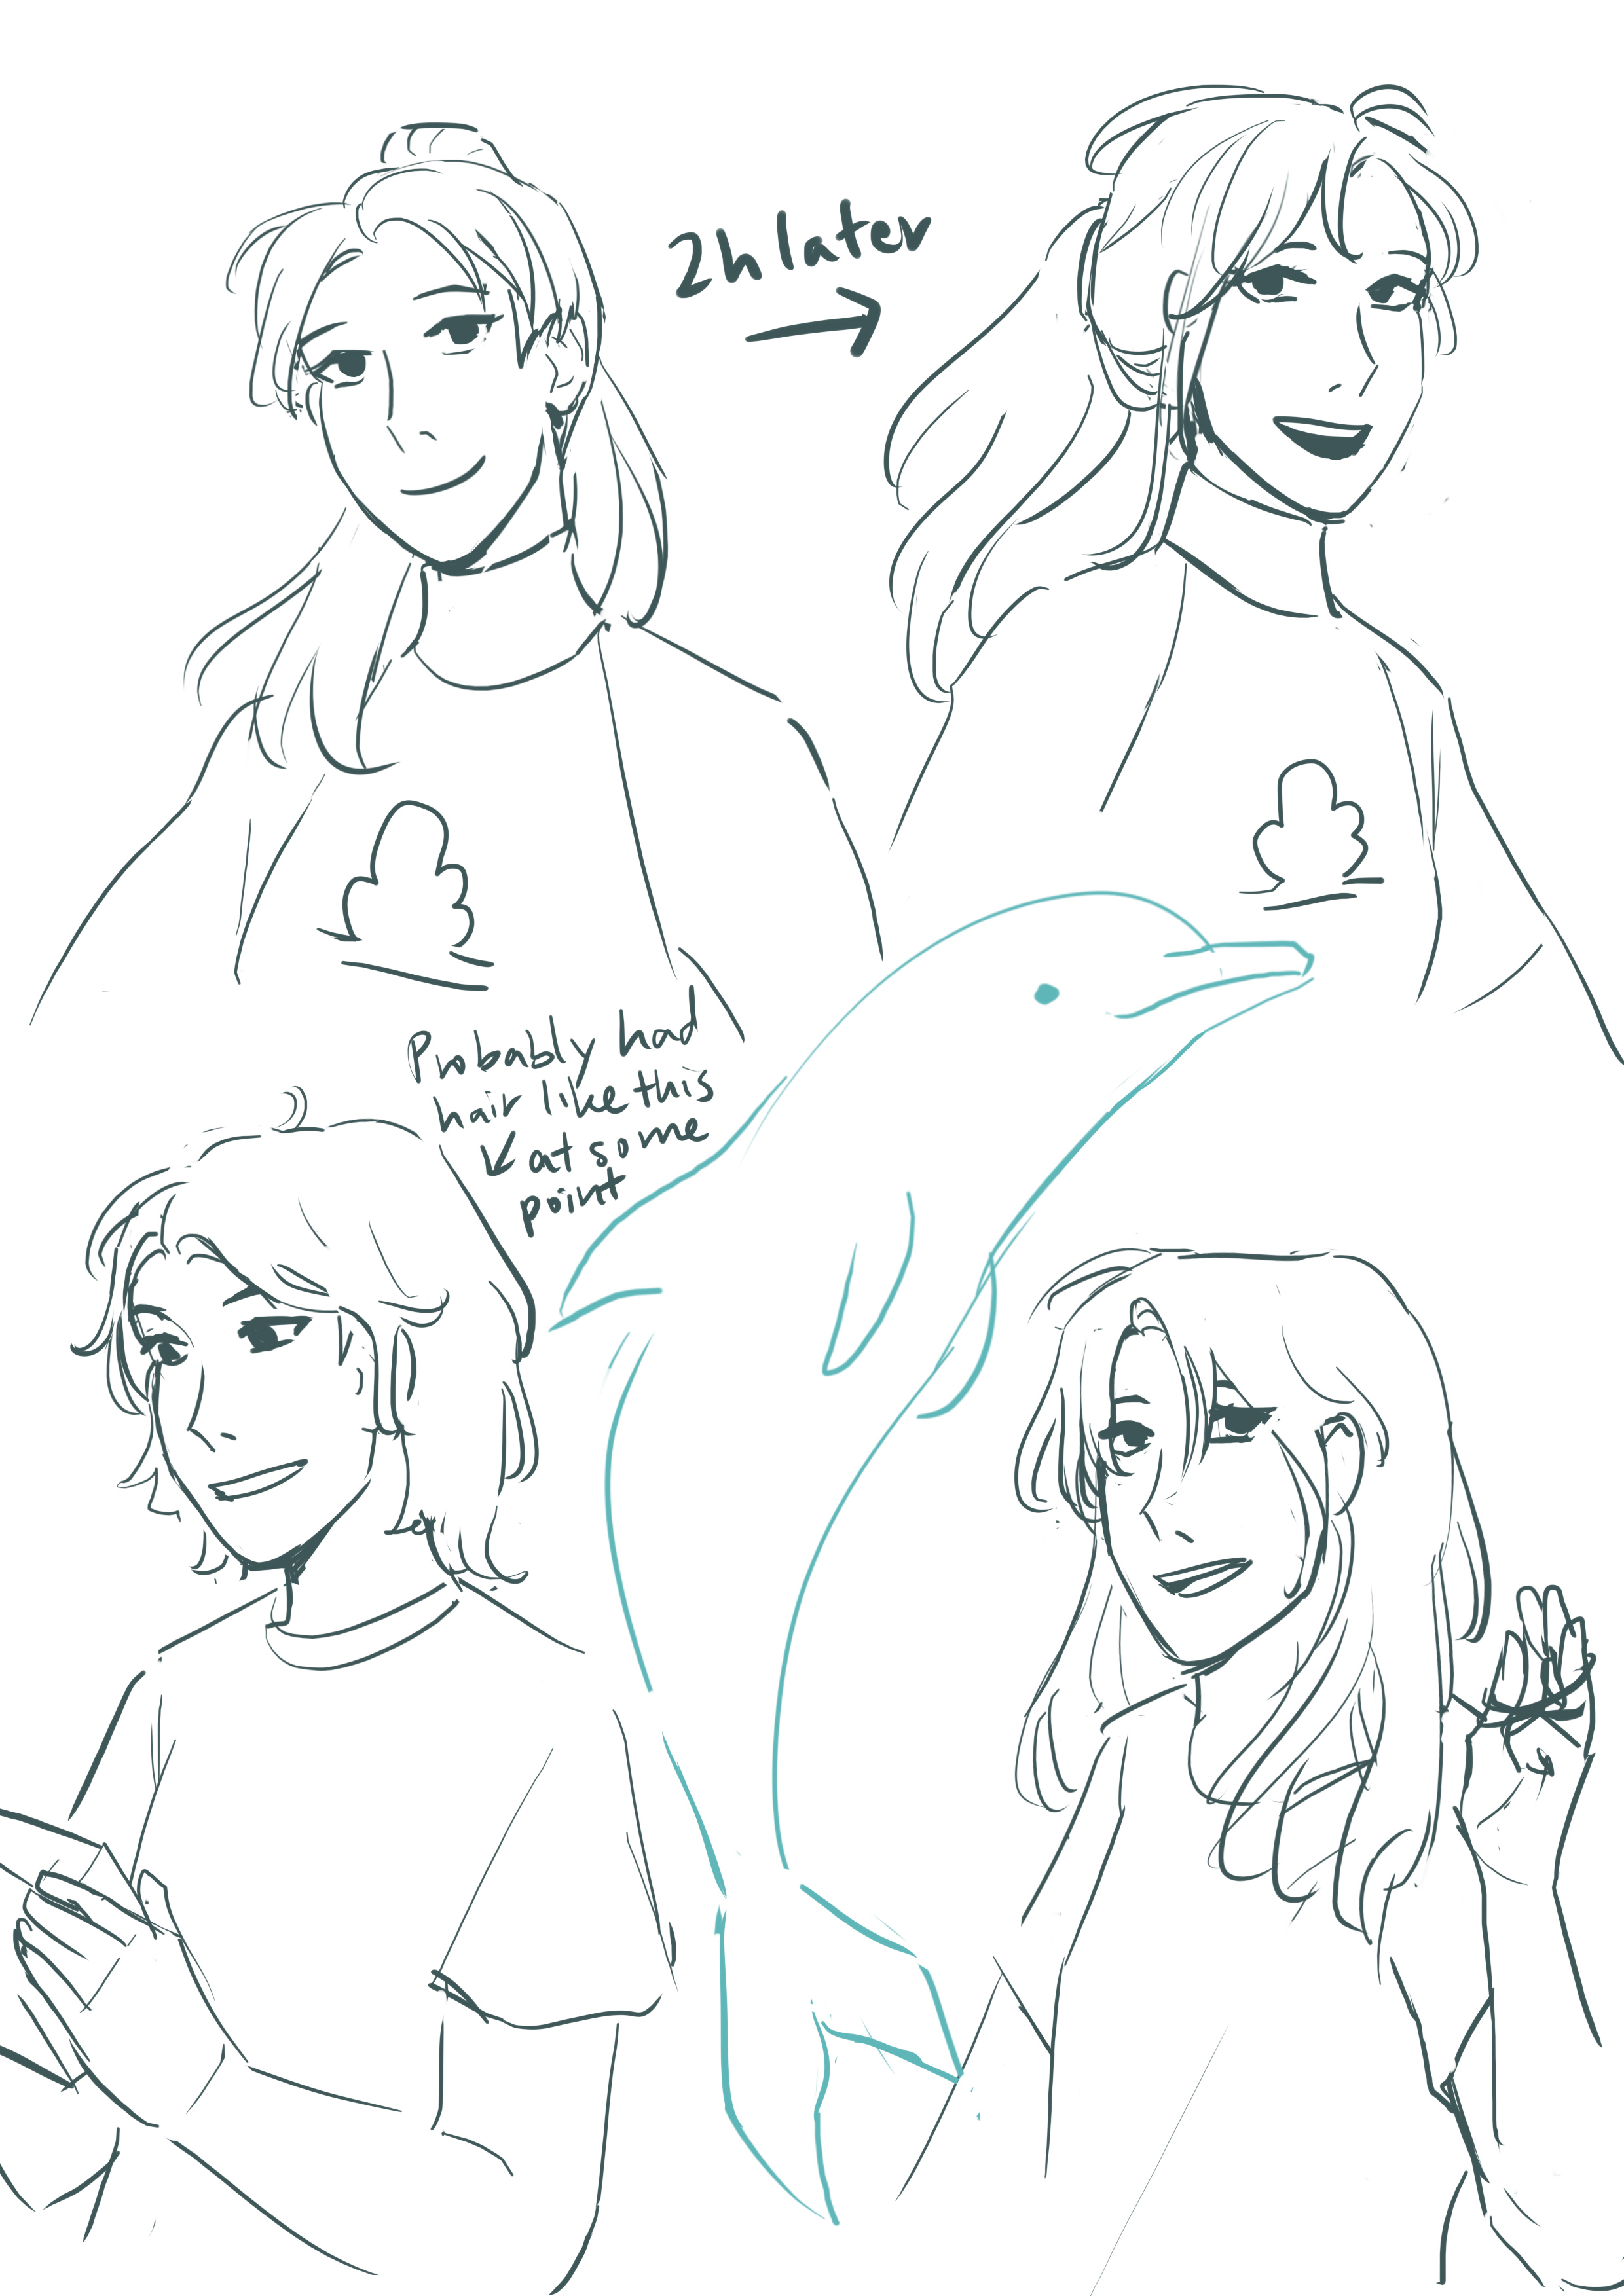 2h later
Probably had
hair like this
at some
point